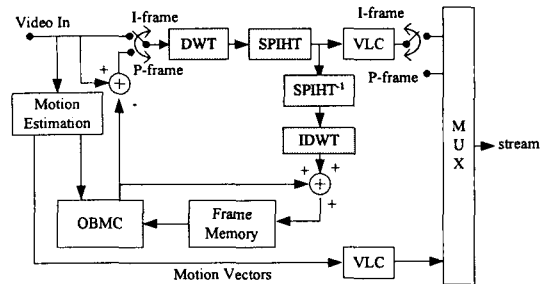 Video In
I-frame
P-frame
DWT
SPIHT
VLC
I-frame
P-frame
SPIHT⁻¹
IDWT
Motion
Estimation
+
-
+
+
+
OBMC
Frame
Memory
Motion Vectors
VLC
M
U
X
stream